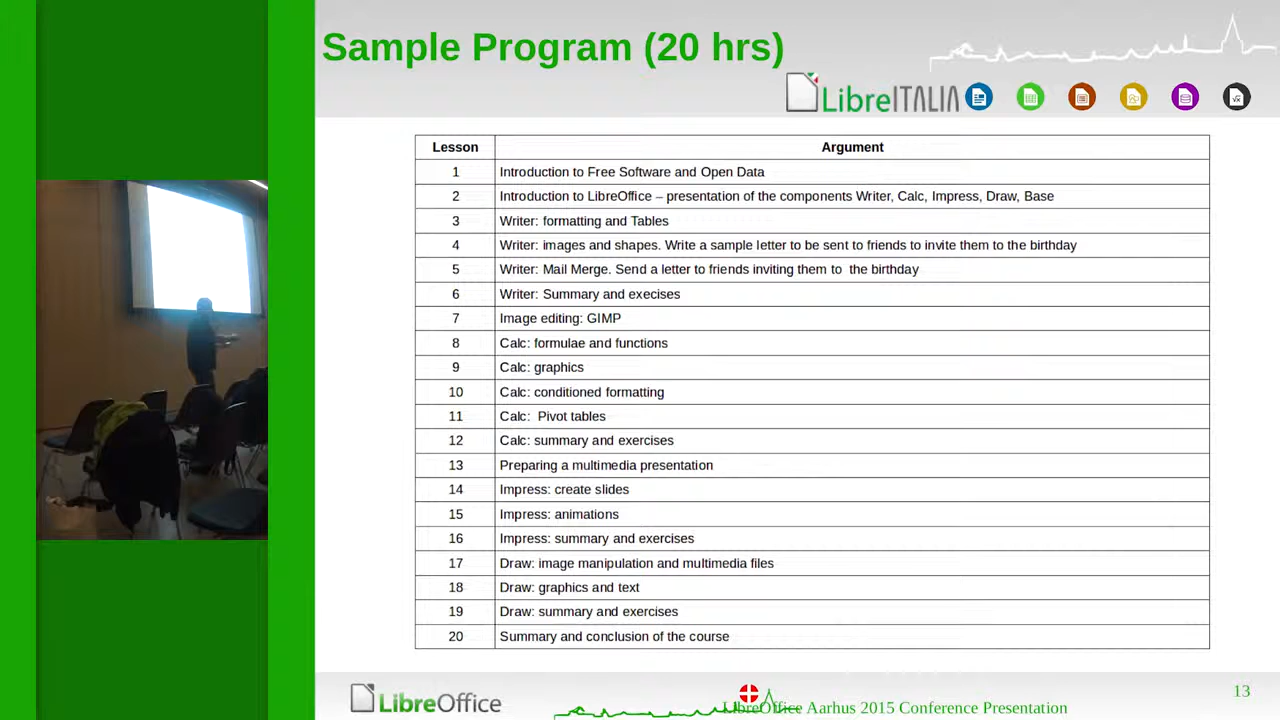 Sample Program (20 hrs)
LibreITALIA
Lesson Argument
1 Introduction to Free Software and Open Data
2 Introduction to LibreOffice – presentation of the components Writer, Calc, Impress, Draw, Base
3 Writer: formatting and Tables
4 Writer: images and shapes. Write a sample letter to be sent to friends to invite them to the birthday
5 Writer: Mail Merge. Send a letter to friends inviting them to  the birthday
6 Writer: Summary and execises
7 Image editing: GIMP
8 Calc: formulae and functions
9 Calc: graphics
10 Calc: conditioned formatting
11 Calc:  Pivot tables
12 Calc: summary and exercises
13 Preparing a multimedia presentation
14 Impress: create slides
15 Impress: animations
16 Impress: summary and exercises
17 Draw: image manipulation and multimedia files
18 Draw: graphics and text
19 Draw: summary and exercises
20 Summary and conclusion of the course
LibreOffice
LibreOffice Aarhus 2015 Conference Presentation
13